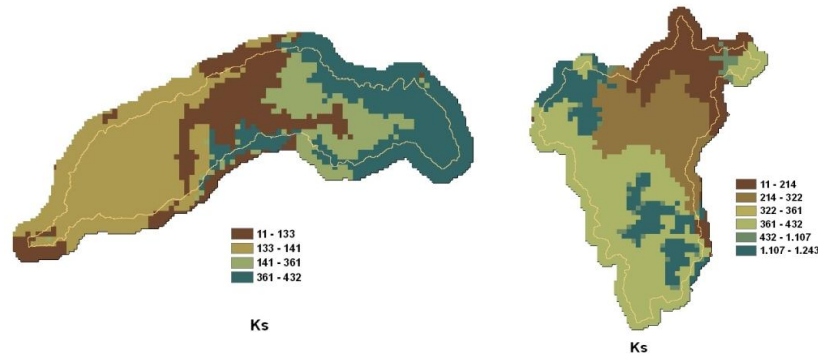 11 - 133
133 - 141
141 - 361
361 - 432
Ks
11 - 214
214 - 322
322 - 361
361 - 432
432 - 1.107
1.107 - 1.243
Ks